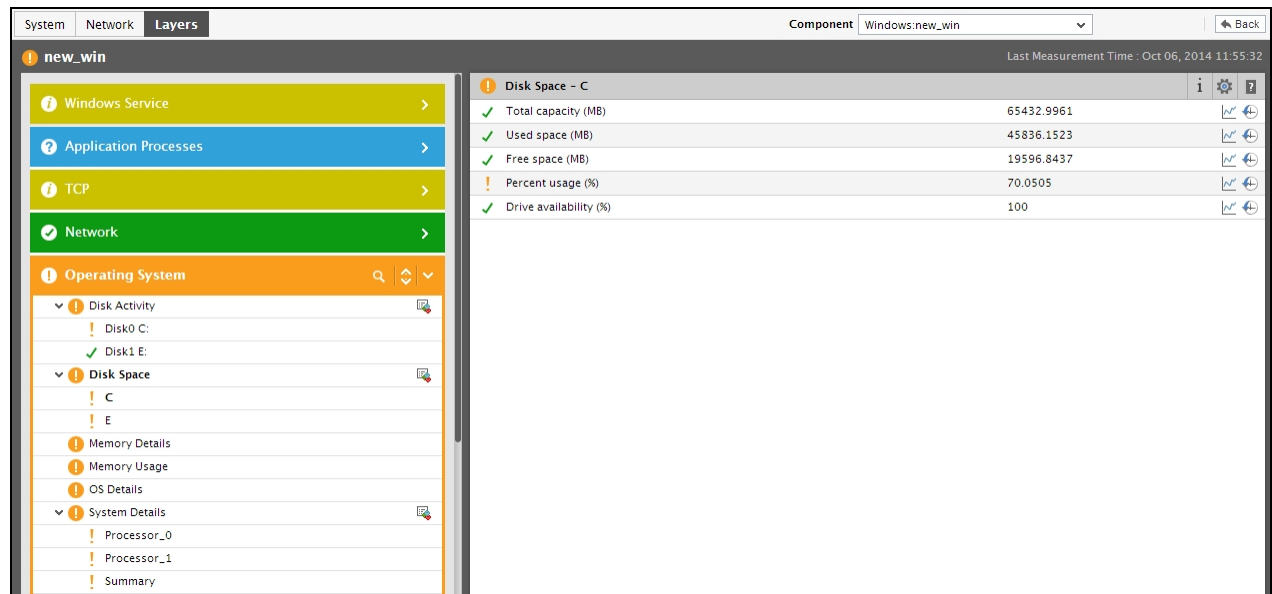 System Network Layers Component Windows:new_win Back
new_win Last Measurement Time : Oct 06, 2014 11:55:32
Windows Service
Application Processes
TCP
Network
Operating System
Disk Activity
Disk0 C:
Disk1 E:
Disk Space
C
E
Memory Details
Memory Usage
OS Details
System Details
Processor_0
Processor_1
Summary
Disk Space - C
Total capacity (MB) 65432.9961
Used space (MB) 45836.1523
Free space (MB) 19596.8437
Percent usage (%) 70.0505
Drive availability (%) 100